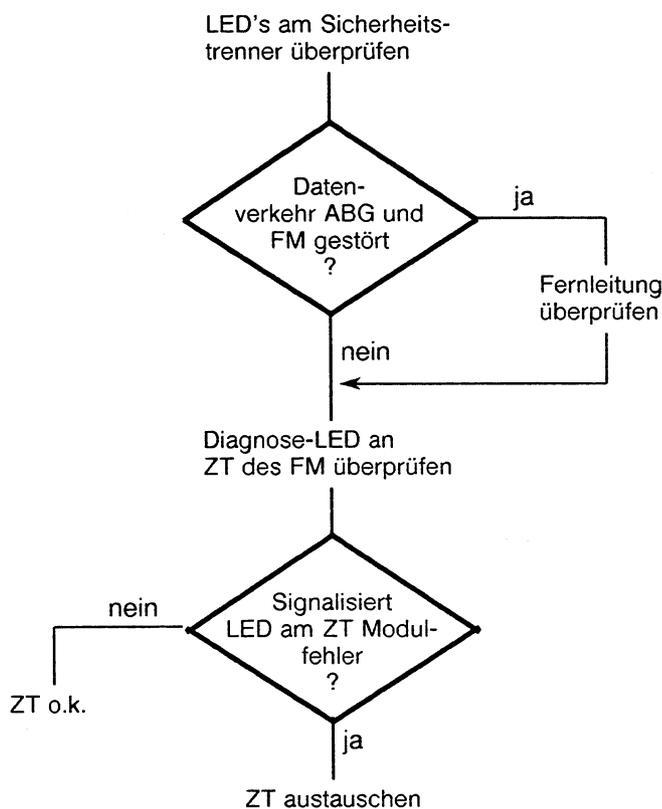 LED's am Sicherheits-
trenner überprüfen
Daten-
verkehr ABG und
FM gestört
?
ja
Fernleitung
überprüfen
nein
Diagnose-LED an
ZT des FM überprüfen
Signalisiert
LED am ZT Modul-
fehler
?
nein
ZT o.k.
ja
ZT austauschen